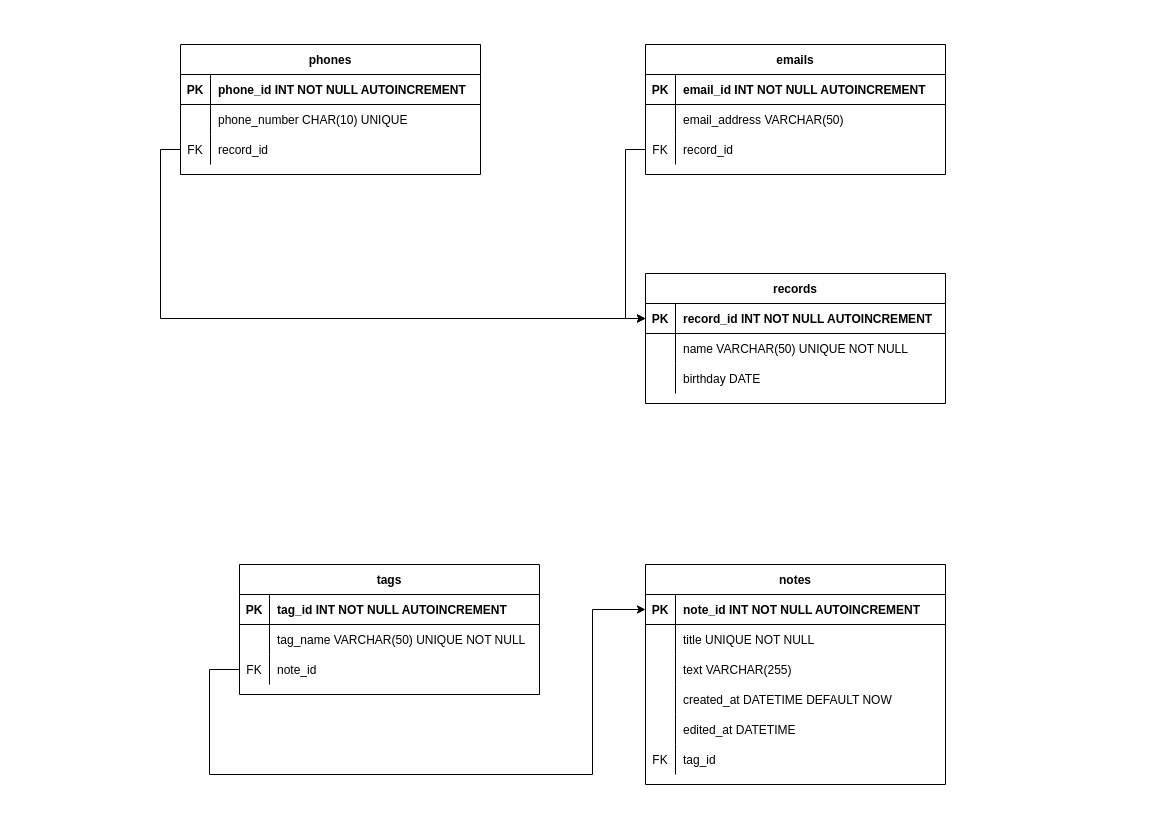 phones
PK phone_id INT NOT NULL AUTOINCREMENT
phone_number CHAR(10) UNIQUE
FK record_id
emails
PK email_id INT NOT NULL AUTOINCREMENT
email_address VARCHAR(50)
FK record_id
records
PK record_id INT NOT NULL AUTOINCREMENT
name VARCHAR(50) UNIQUE NOT NULL
birthday DATE
tags
PK tag_id INT NOT NULL AUTOINCREMENT
tag_name VARCHAR(50) UNIQUE NOT NULL
FK note_id
notes
PK note_id INT NOT NULL AUTOINCREMENT
title UNIQUE NOT NULL
text VARCHAR(255)
created_at DATETIME DEFAULT NOW
edited_at DATETIME
FK tag_id